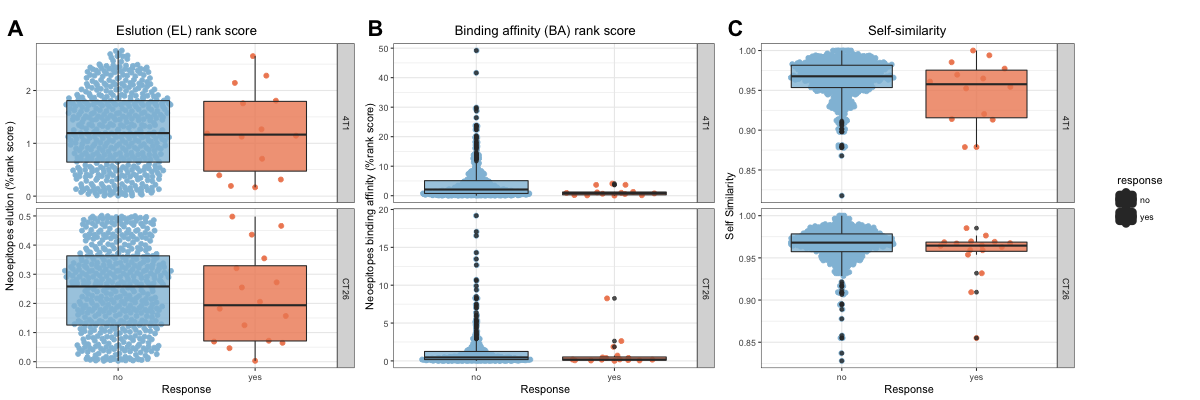 A
Eslution (EL) rank score
Neoepitopes elution (%rank score)
2
1
0
4T1
0.5
0.4
0.3
0.2
0.1
0.0
CT26
no
yes
Response
B
Binding affinity (BA) rank score
Neoepitopes binding affinity (%rank score)
50
40
30
20
10
0
4T1
20
15
10
5
0
CT26
no
yes
Response
C
Self-similarity
Self Similarity
1.00
0.95
0.90
0.85
4T1
1.00
0.95
0.90
0.85
CT26
no
yes
Response
response
no
yes